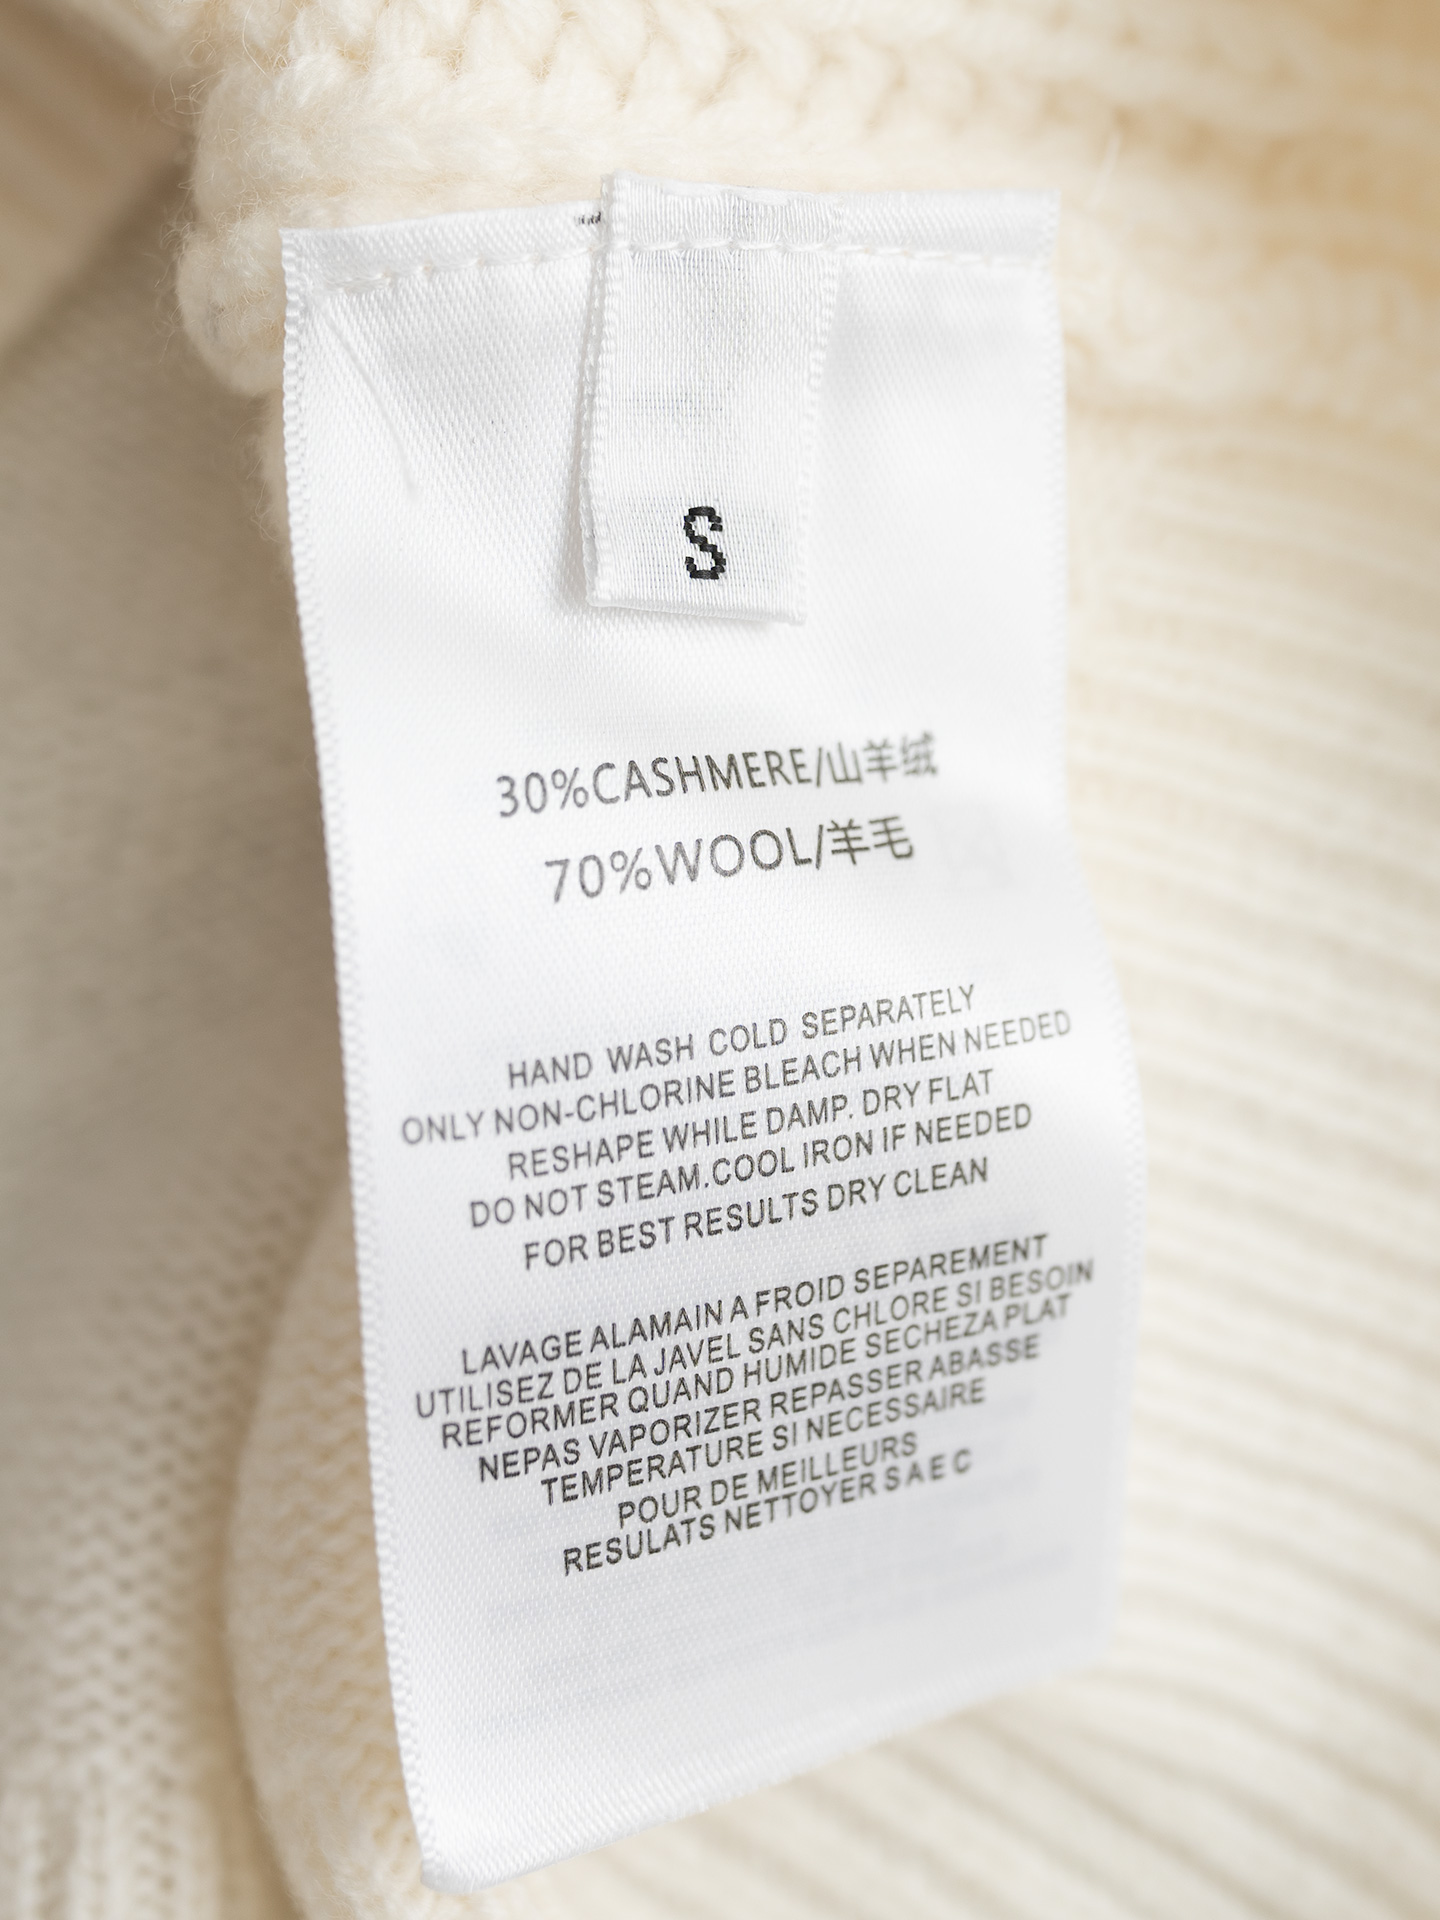 S
30%CASHMERE/山羊绒
70%WOOL/羊毛
HAND WASH COLD SEPARATELY
ONLY NON-CHLORINE BLEACH WHEN NEEDED
RESHAPE WHILE DAMP. DRY FLAT
DO NOT STEAM.COOL IRON IF NEEDED
FOR BEST RESULTS DRY CLEAN
LAVAGE ALAMAIN A FROID SEPAREMENT
UTILISEZ DE LA JAVEL SANS CHLORE SI BESOIN
REFORMER QUAND HUMIDE SECHEZA PLAT
NEPAS VAPORIZER REPASSER ABASSE
TEMPERATURE SI NECESSAIRE
POUR DE MEILLEURS
RESULATS NETTOYER S A E C